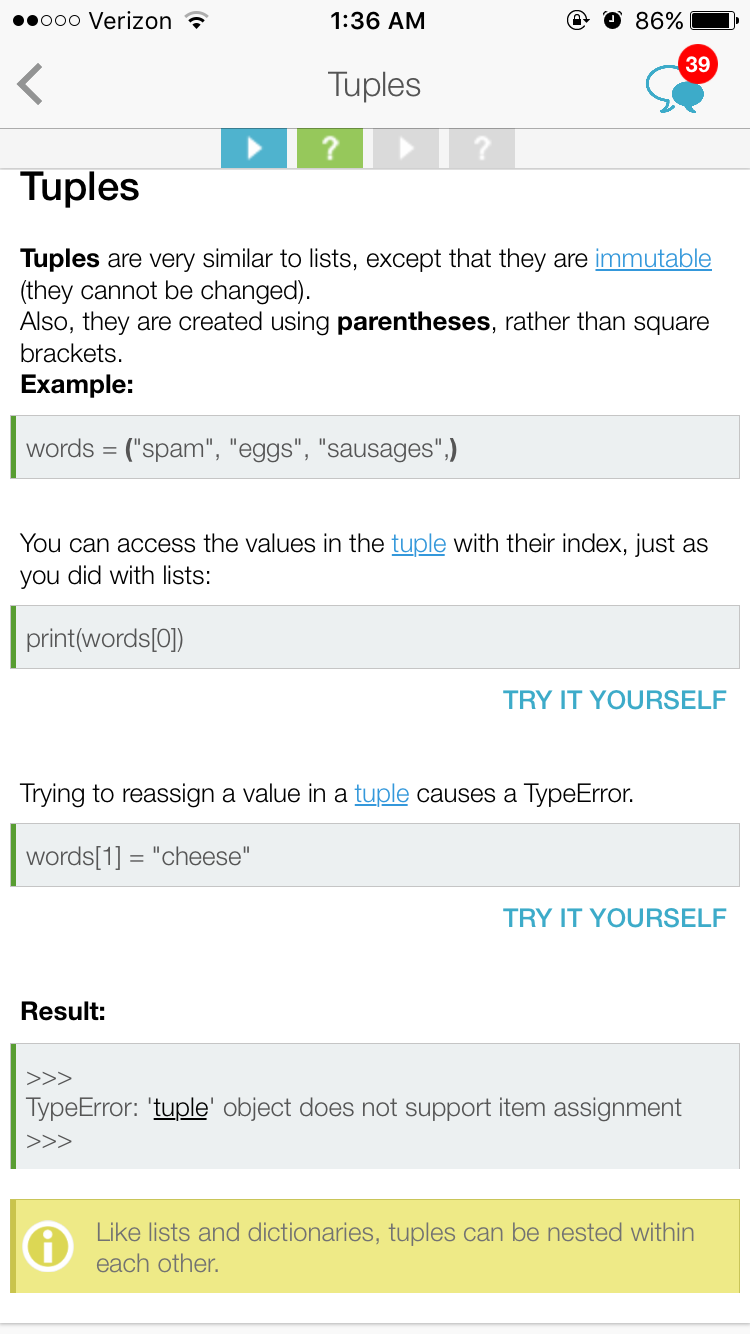 Verizon 1:36 AM 86%
Tuples 39
? ?
Tuples
Tuples are very similar to lists, except that they are immutable
(they cannot be changed).
Also, they are created using parentheses, rather than square
brackets.
Example:
words = ("spam", "eggs", "sausages",)
You can access the values in the tuple with their index, just as
you did with lists:
print(words[0])
TRY IT YOURSELF
Trying to reassign a value in a tuple causes a TypeError.
words[1] = "cheese"
TRY IT YOURSELF
Result:
>>>
TypeError: 'tuple' object does not support item assignment
>>>
Like lists and dictionaries, tuples can be nested within
each other.